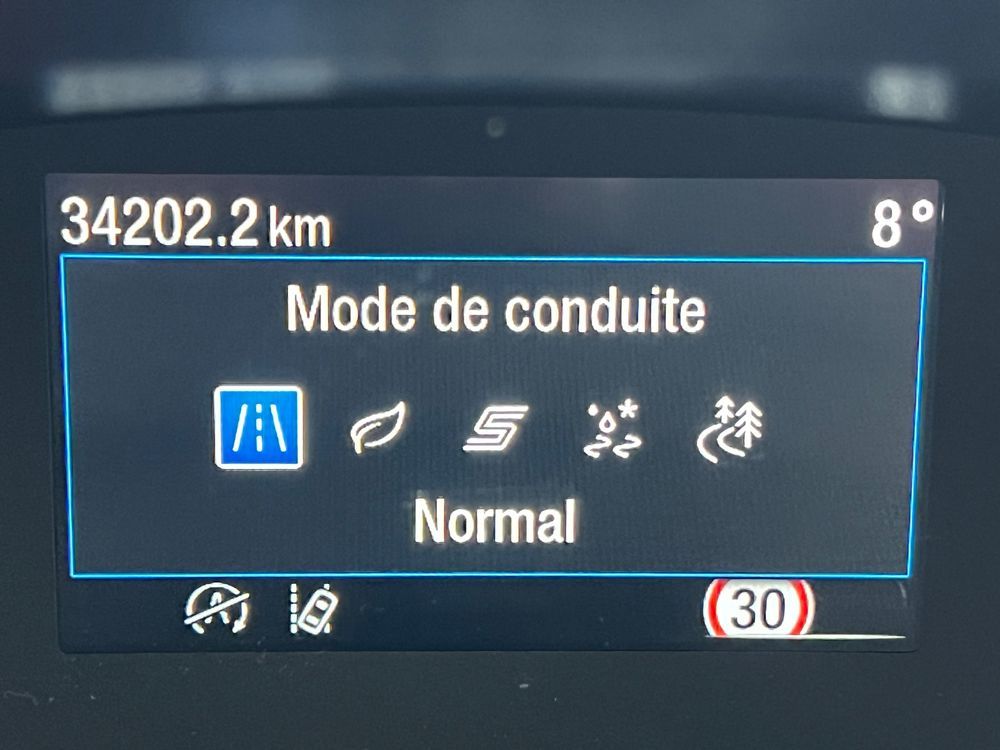 34202.2 km 8°
Mode de conduite
Normal
30